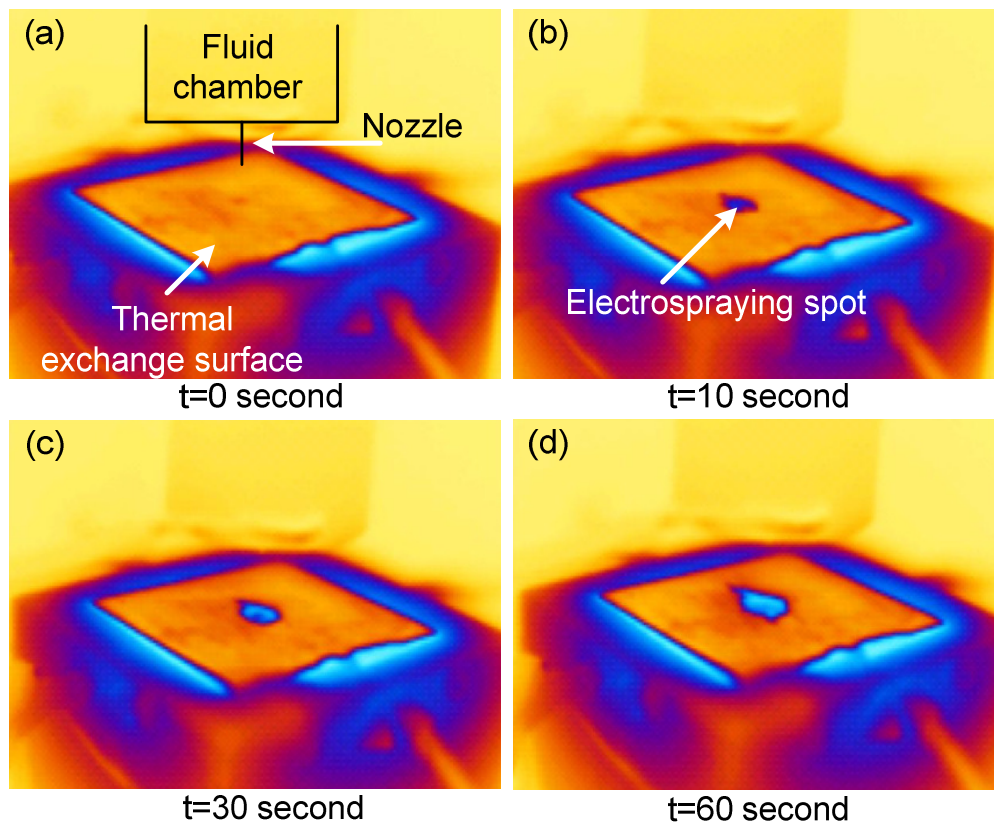 (a)
Fluid
chamber
Nozzle
Thermal
exchange surface
t=0 second
(b)
Electrospraying spot
t=10 second
(c)
t=30 second
(d)
t=60 second